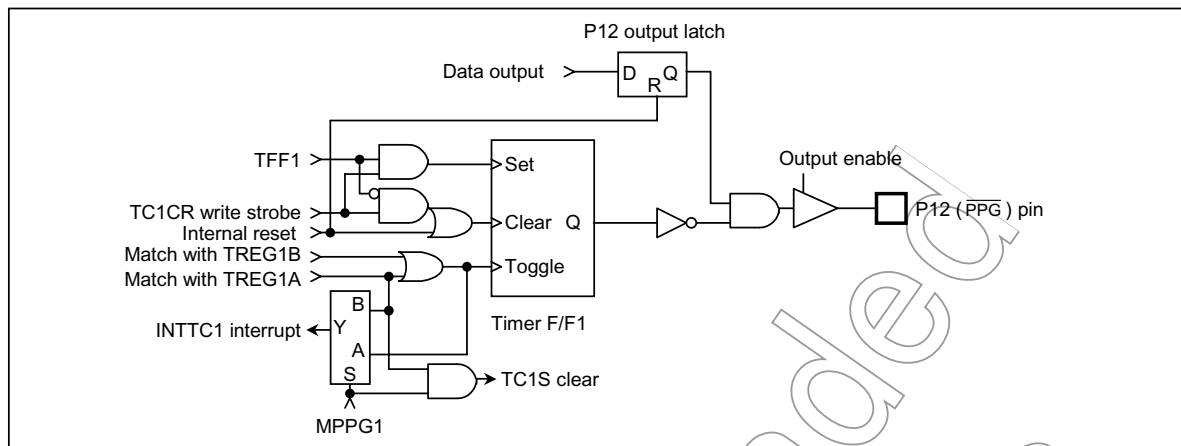 P12 output latch
Data output
D
Q
R
TFF1
Set
Output enable
TC1CR write strobe
Clear
Q
P12 (PPG) pin
Internal reset
Match with TREG1B
Toggle
Match with TREG1A
B
INTTC1 interrupt
Y
Timer F/F1
A
S
TC1S clear
MPPG1